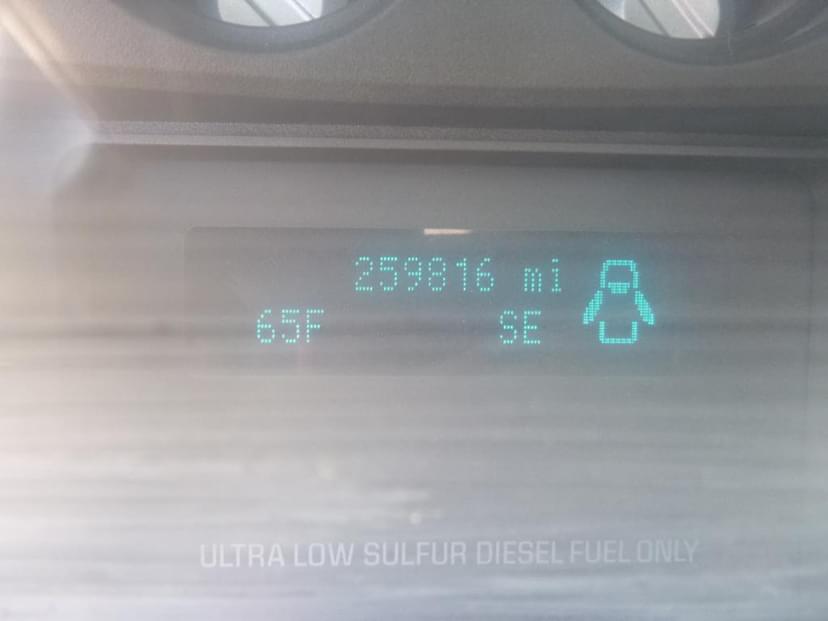 259816 mi
65F SE
ULTRA LOW SULFUR DIESEL FUEL ONLY